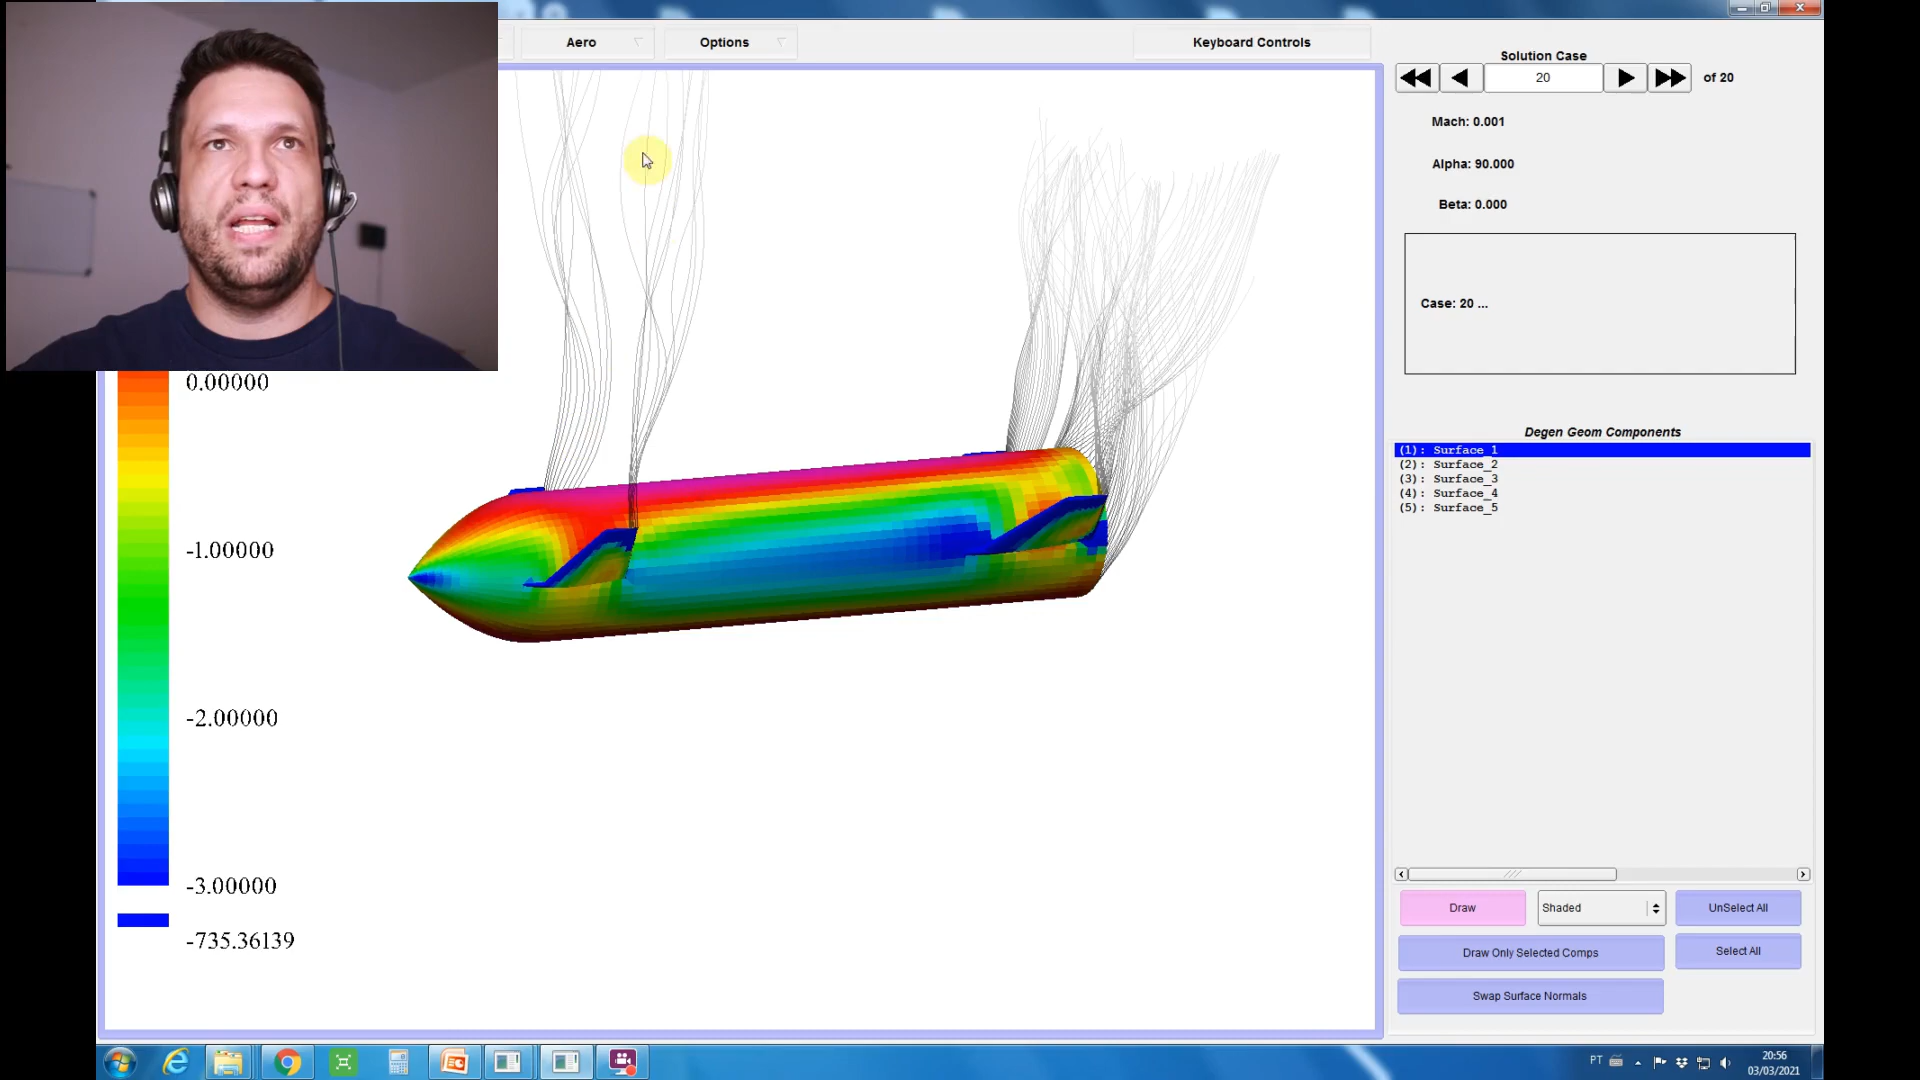 Aero
Options
Keyboard Controls
Solution Case
20
of 20
Mach: 0.001
Alpha: 90.000
Beta: 0.000
Case: 20 ...
0.00000
-1.00000
-2.00000
-3.00000
-735.36139
Degen Geom Components
(1): Surface_1
(2): Surface_2
(3): Surface_3
(4): Surface_4
(5): Surface_5
Draw
Shaded
UnSelect All
Draw Only Selected Comps
Select All
Swap Surface Normals
PT
20:56
03/03/2021